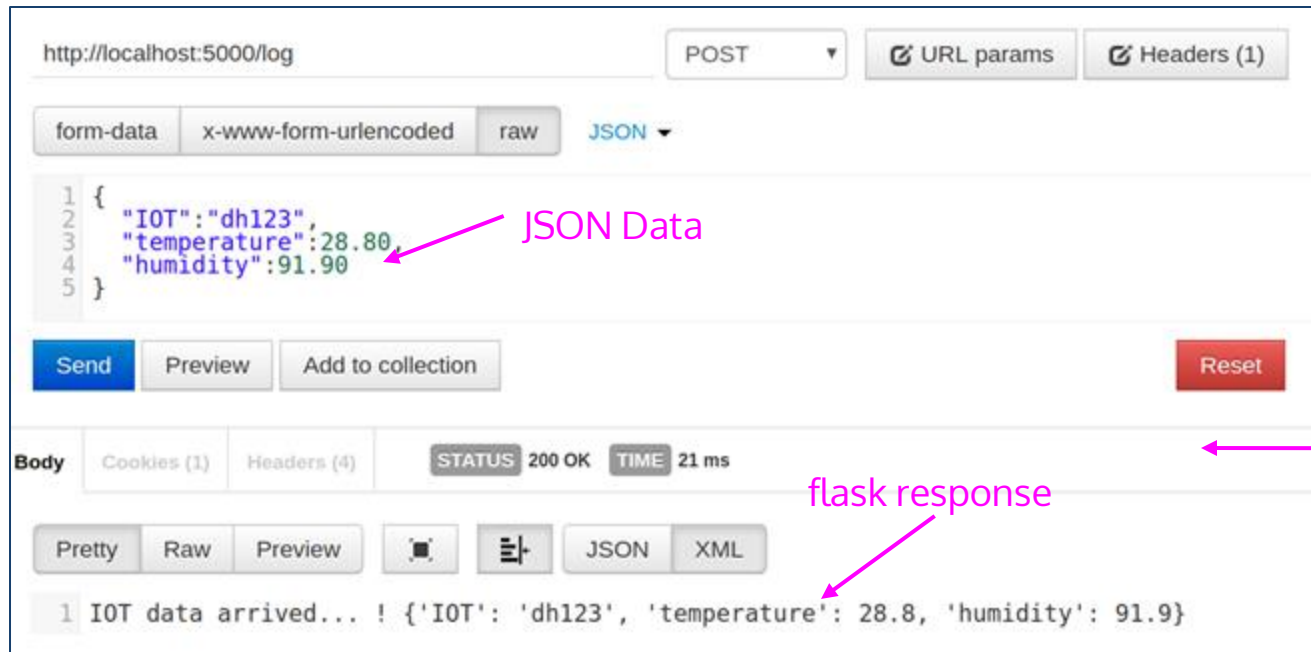 http://localhost:5000/log POST URL params Headers (1)
form-data x-www-form-urlencoded raw JSON
1 {
2 "IOT":"dh123",
3 "temperature":28.80,
4 "humidity":91.90
5 }
JSON Data
Send Preview Add to collection Reset
Body Cookies (1) Headers (4) STATUS 200 OK TIME 21 ms
flask response
Pretty Raw Preview JSON XML
1 IOT data arrived... ! {'IOT': 'dh123', 'temperature': 28.8, 'humidity': 91.9}